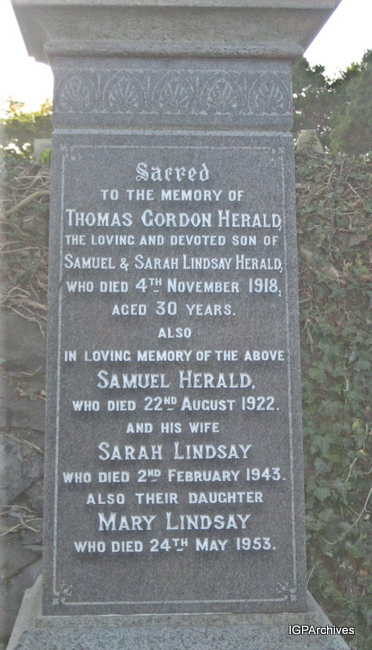 Sacred
TO THE MEMORY OF
THOMAS GORDON HERALD,
THE LOVING AND DEVOTED SON OF
SAMUEL & SARAH LINDSAY HERALD,
WHO DIED 4TH NOVEMBER 1918,
AGED 30 YEARS.
ALSO
IN LOVING MEMORY OF THE ABOVE
SAMUEL HERALD,
WHO DIED 22ND AUGUST 1922.
AND HIS WIFE
SARAH LINDSAY
WHO DIED 2ND FEBRUARY 1943.
ALSO THEIR DAUGHTER
MARY LINDSAY
WHO DIED 24TH MAY 1953.
IGPArchives